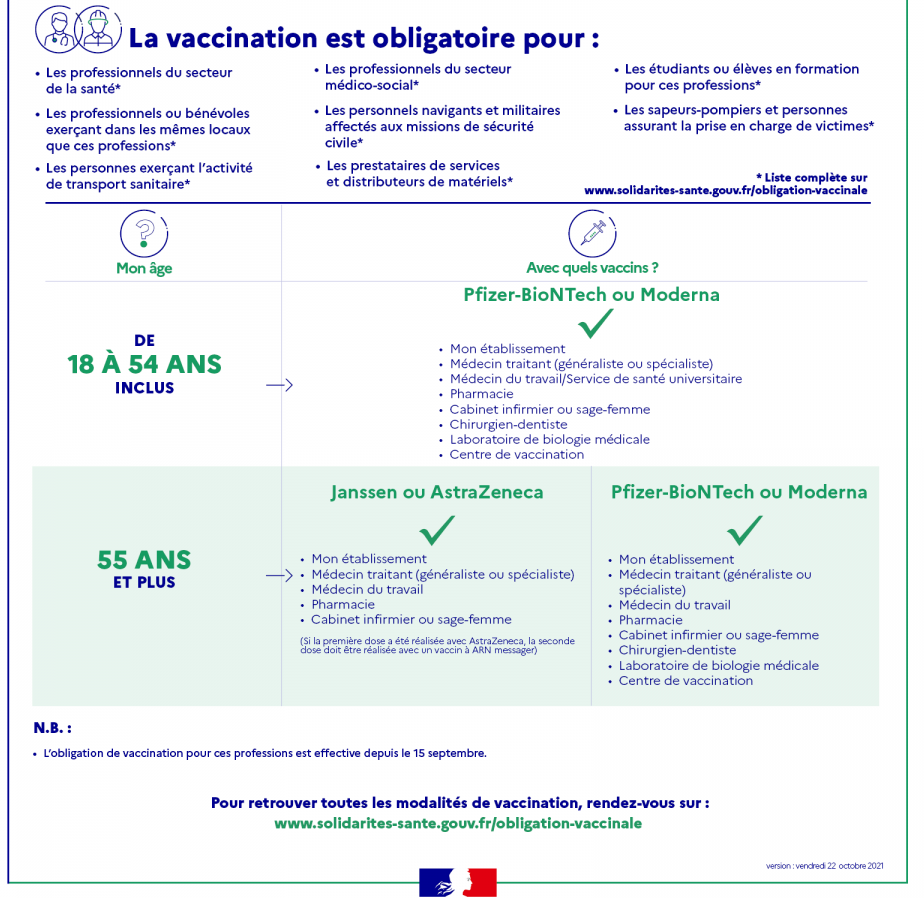 La vaccination est obligatoire pour :
• Les professionnels du secteur
de la santé*
• Les professionnels ou bénévoles
exerçant dans les mêmes locaux
que ces professions*
• Les personnes exerçant l'activité
de transport sanitaire*
• Les professionnels du secteur
médico-social*
• Les personnels navigants et militaires
affectés aux missions de sécurité
civile*
• Les prestataires de services
et distributeurs de matériels*
• Les étudiants ou élèves en formation
pour ces professions*
• Les sapeurs-pompiers et personnes
assurant la prise en charge de victimes*
* Liste complète sur
www.solidarites-sante.gouv.fr/obligation-vaccinale
Mon âge
Avec quels vaccins ?
DE
18 À 54 ANS
INCLUS
Pfizer-BioNTech ou Moderna
• Mon établissement
• Médecin traitant (généraliste ou spécialiste)
• Médecin du travail/Service de santé universitaire
• Pharmacie
• Cabinet infirmier ou sage-femme
• Chirurgien-dentiste
• Laboratoire de biologie médicale
• Centre de vaccination
55 ANS
ET PLUS
Janssen ou AstraZeneca
• Mon établissement
• Médecin traitant (généraliste ou spécialiste)
• Médecin du travail
• Pharmacie
• Cabinet infirmier ou sage-femme
(Si la première dose a été réalisée avec AstraZeneca, la seconde
dose doit être réalisée avec un vaccin à ARN messager)
Pfizer-BioNTech ou Moderna
• Mon établissement
• Médecin traitant (généraliste ou
spécialiste)
• Médecin du travail
• Pharmacie
• Cabinet infirmier ou sage-femme
• Chirurgien-dentiste
• Laboratoire de biologie médicale
• Centre de vaccination
N.B. :
• L'obligation de vaccination pour ces professions est effective depuis le 15 septembre.
Pour retrouver toutes les modalités de vaccination, rendez-vous sur :
www.solidarites-sante.gouv.fr/obligation-vaccinale
version : vendredi 22 octobre 2021